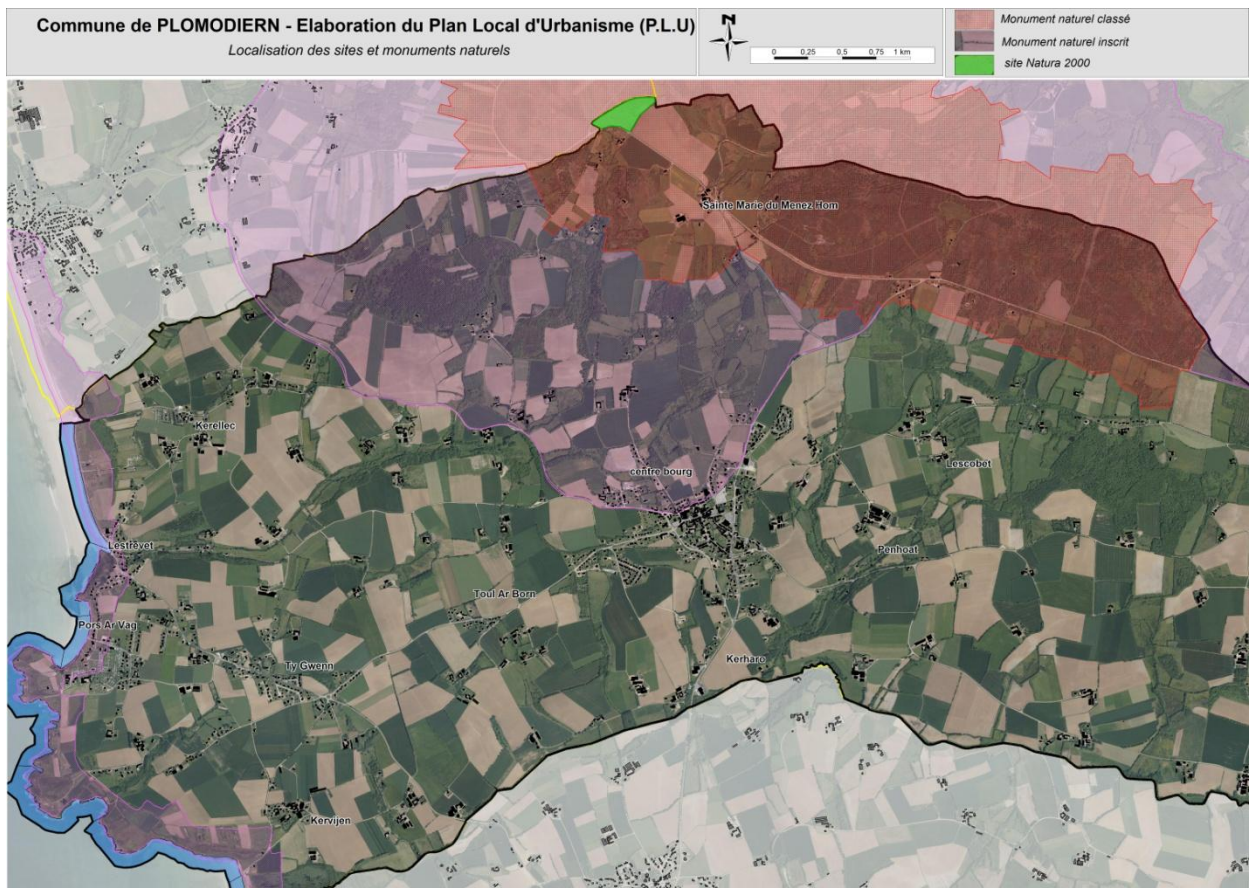 Commune de PLOMODIERN - Elaboration du Plan Local d'Urbanisme (P.L.U)
Localisation des sites et monuments naturels
N
0 0,25 0,5 0,75 1 km
Monument naturel classé
Monument naturel inscrit
site Natura 2000
Sainte Marie du Menez Hom
Kerellec
centre bourg
Lescobet
Lestrevet
Penhoat
Toul Ar Born
Pors Ar Vag
Ty Gwenn
Kerharo
Kervijen